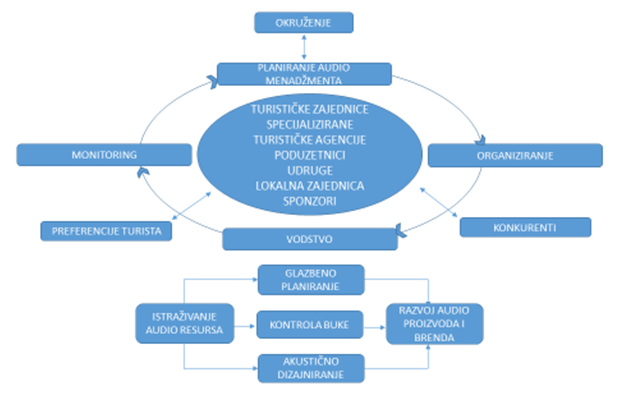 OKRUŽENJE
PLANIRANJE AUDIO
MENADŽMENTA
TURISTIČKE ZAJEDNICE
SPECIJALIZIRANE
TURISTIČKE AGENCIJE
PODUZETNICI
UDRUGE
LOKALNA ZAJEDNICA
SPONZORI
MONITORING
ORGANIZIRANJE
PREFERENCIJE TURISTA
KONKURENTI
VODSTVO
GLAZBENO
PLANIRANJE
ISTRAŽIVANJE
AUDIO RESURSA
KONTROLA BUKE
RAZVOJ AUDIO
PROIZVODA I
BRENDA
AKUSTIČNO
DIZAJNIRANJE